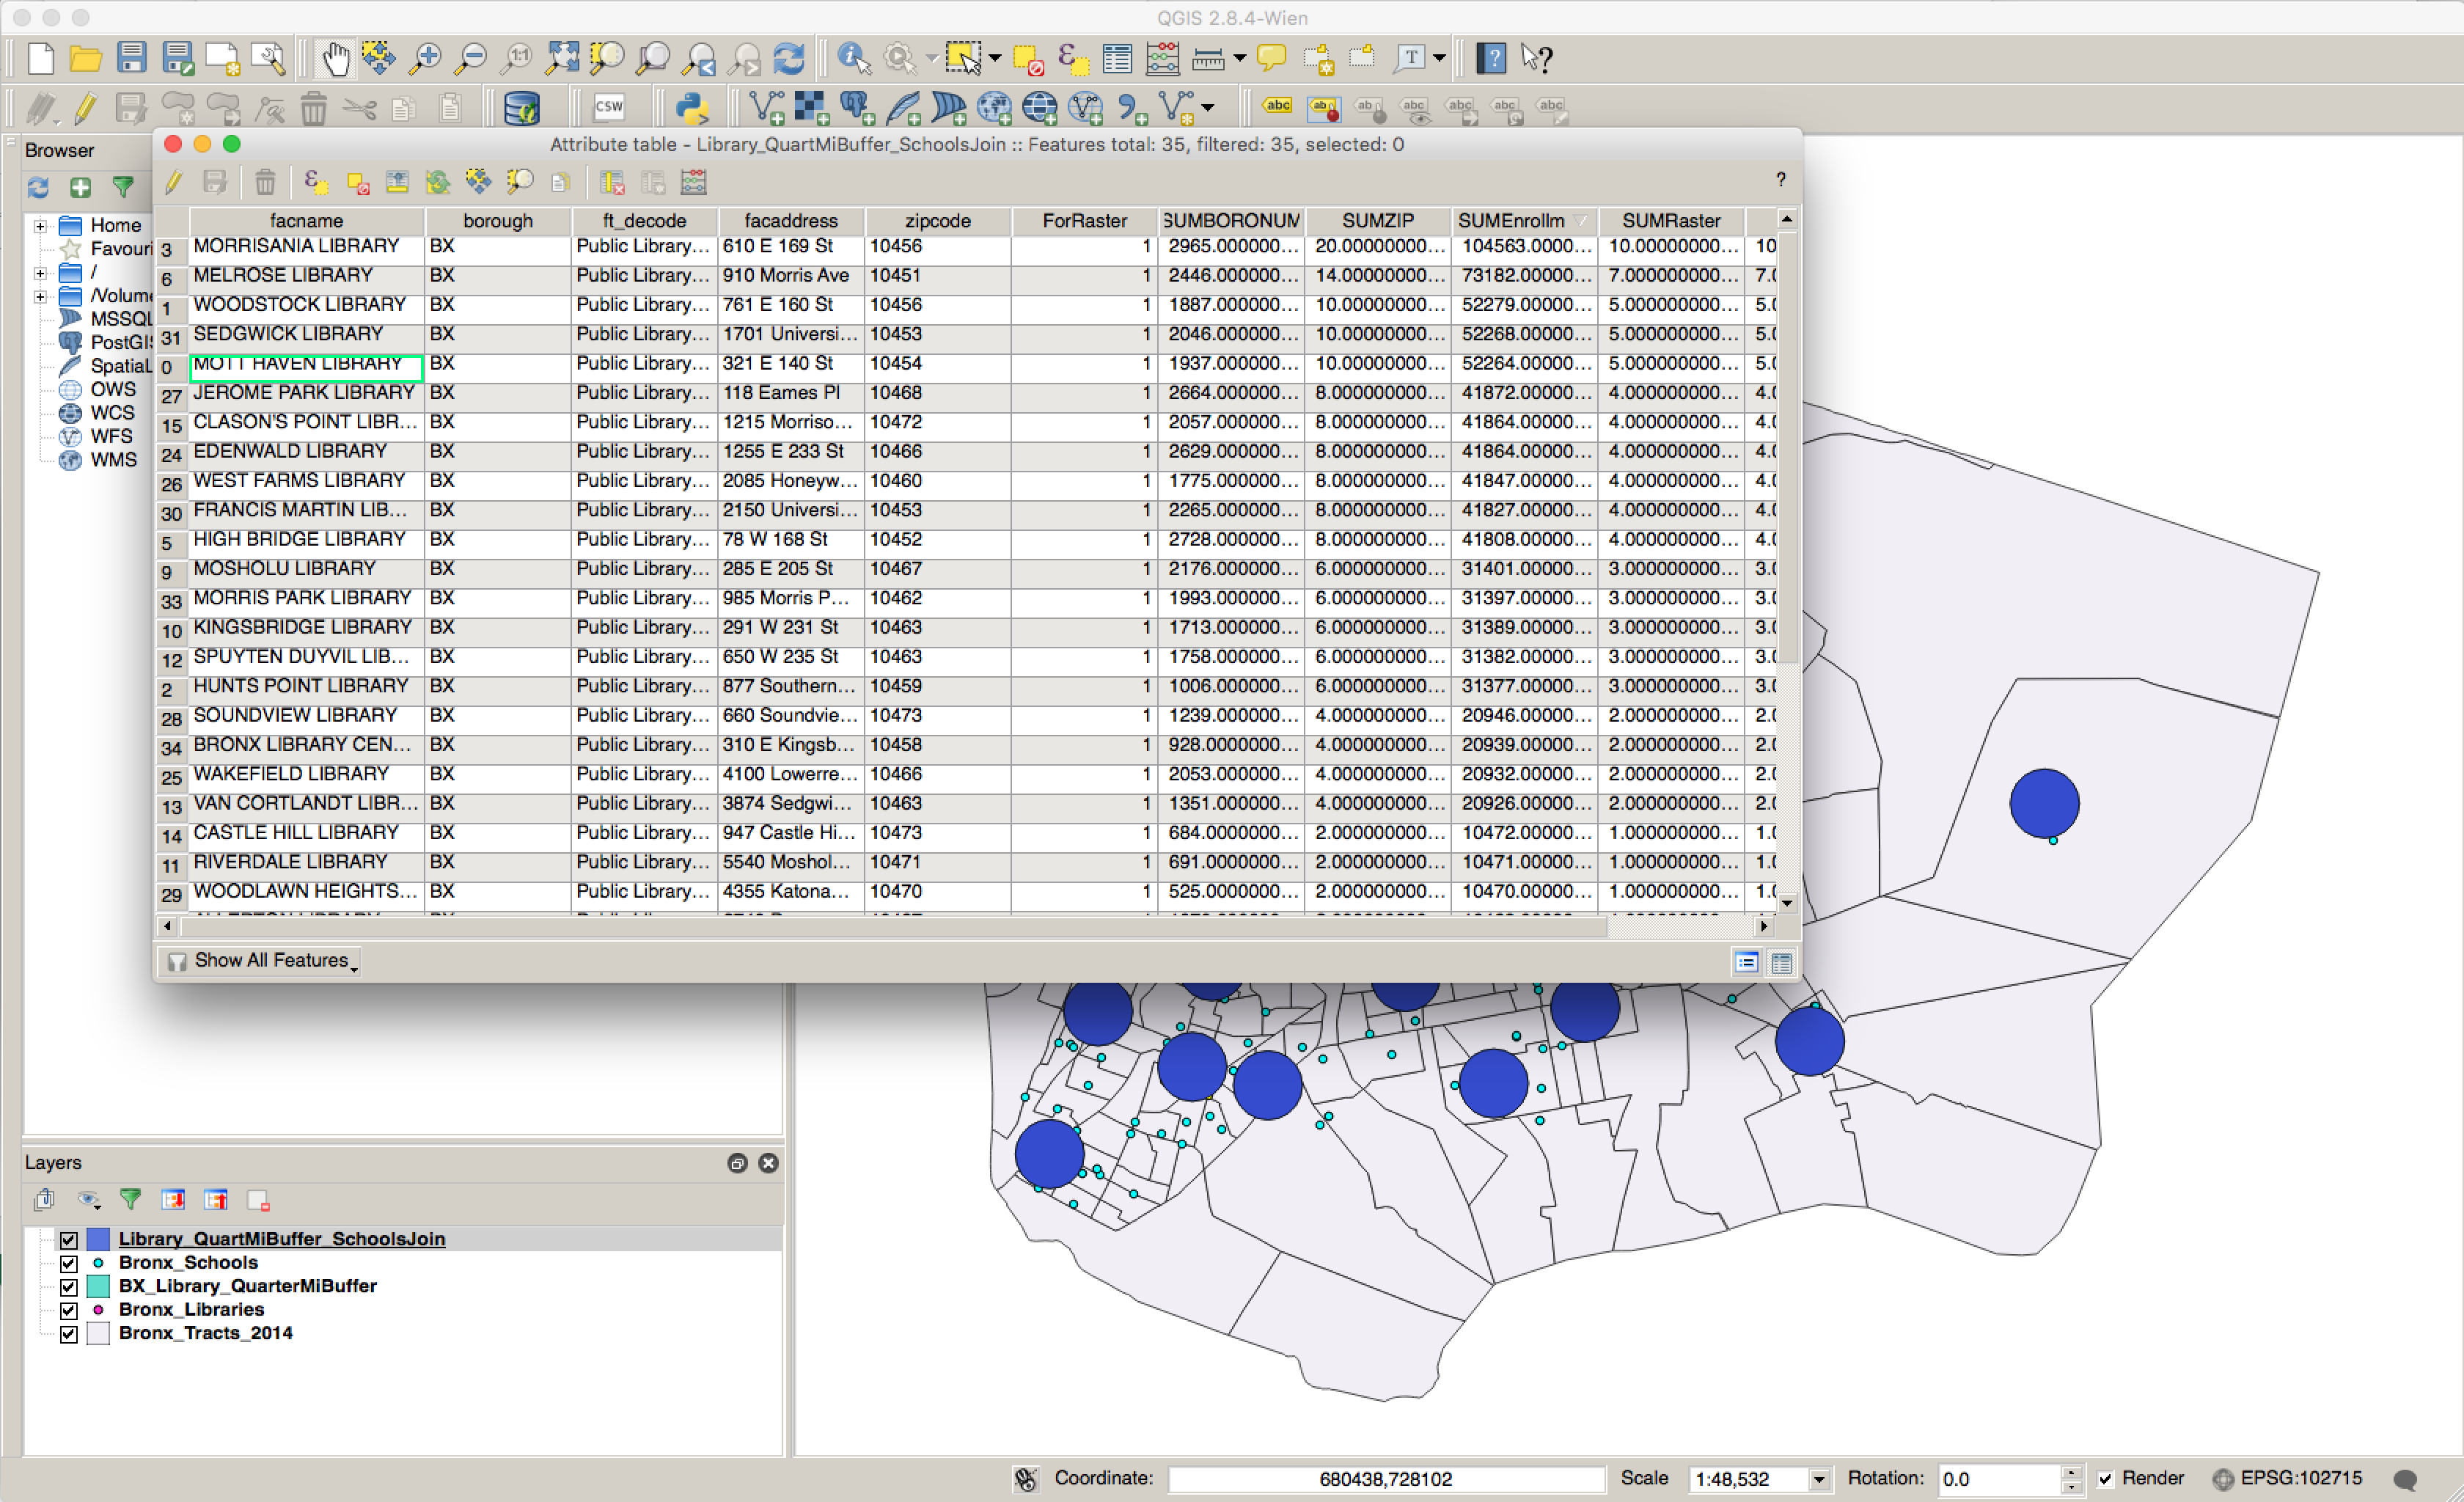 QGIS 2.8.4-Wien
CSW
abc
Browser
Attribute table - Library_QuartMiBuffer_SchoolsJoin :: Features total: 35, filtered: 35, selected: 0
Home
Favouri
/
/Volume
MSSQL
PostGIS
SpatiaL
OWS
WCS
WFS
WMS
facname borough ft_decode facaddress zipcode ForRaster SUMBORONUM SUMZIP SUMEnrollm SUMRaster
3 MORRISANIA LIBRARY BX Public Library... 610 E 169 St 10456 1 2965.000000... 20.00000000... 104563.0000... 10.00000000... 10
6 MELROSE LIBRARY BX Public Library... 910 Morris Ave 10451 1 2446.000000... 14.00000000... 73182.00000... 7.000000000... 7.0
1 WOODSTOCK LIBRARY BX Public Library... 761 E 160 St 10456 1 1887.000000... 10.00000000... 52279.00000... 5.000000000... 5.0
31 SEDGWICK LIBRARY BX Public Library... 1701 Universi... 10453 1 2046.000000... 10.00000000... 52268.00000... 5.000000000... 5.0
0 MOTT HAVEN LIBRARY BX Public Library... 321 E 140 St 10454 1 1937.000000... 10.00000000... 52264.00000... 5.000000000... 5.0
27 JEROME PARK LIBRARY BX Public Library... 118 Eames Pl 10468 1 2664.000000... 8.000000000... 41872.00000... 4.000000000... 4.0
15 CLASON'S POINT LIBR... BX Public Library... 1215 Morriso... 10472 1 2057.000000... 8.000000000... 41864.00000... 4.000000000... 4.0
24 EDENWALD LIBRARY BX Public Library... 1255 E 233 St 10466 1 2629.000000... 8.000000000... 41864.00000... 4.000000000... 4.0
26 WEST FARMS LIBRARY BX Public Library... 2085 Honeyw... 10460 1 1775.000000... 8.000000000... 41847.00000... 4.000000000... 4.0
30 FRANCIS MARTIN LIB... BX Public Library... 2150 Universi... 10453 1 2265.000000... 8.000000000... 41827.00000... 4.000000000... 4.0
5 HIGH BRIDGE LIBRARY BX Public Library... 78 W 168 St 10452 1 2728.000000... 8.000000000... 41808.00000... 4.000000000... 4.0
9 MOSHOLU LIBRARY BX Public Library... 285 E 205 St 10467 1 2176.000000... 6.000000000... 31401.00000... 3.000000000... 3.0
33 MORRIS PARK LIBRARY BX Public Library... 985 Morris P... 10462 1 1993.000000... 6.000000000... 31397.00000... 3.000000000... 3.0
10 KINGSBRIDGE LIBRARY BX Public Library... 291 W 231 St 10463 1 1713.000000... 6.000000000... 31389.00000... 3.000000000... 3.0
12 SPUYTEN DUYVIL LIB... BX Public Library... 650 W 235 St 10463 1 1758.000000... 6.000000000... 31382.00000... 3.000000000... 3.0
2 HUNTS POINT LIBRARY BX Public Library... 877 Southern... 10459 1 1006.000000... 6.000000000... 31377.00000... 3.000000000... 3.0
28 SOUNDVIEW LIBRARY BX Public Library... 660 Soundvie... 10473 1 1239.000000... 4.000000000... 20946.00000... 2.000000000... 2.0
34 BRONX LIBRARY CEN... BX Public Library... 310 E Kingsb... 10458 1 928.0000000... 4.000000000... 20939.00000... 2.000000000... 2.0
25 WAKEFIELD LIBRARY BX Public Library... 4100 Lowerre... 10466 1 2053.000000... 4.000000000... 20932.00000... 2.000000000... 2.0
13 VAN CORTLANDT LIBR... BX Public Library... 3874 Sedgwi... 10463 1 1351.000000... 4.000000000... 20926.00000... 2.000000000... 2.0
14 CASTLE HILL LIBRARY BX Public Library... 947 Castle Hi... 10473 1 684.0000000... 2.000000000... 10472.00000... 1.000000000... 1.0
11 RIVERDALE LIBRARY BX Public Library... 5540 Moshol... 10471 1 691.0000000... 2.000000000... 10471.00000... 1.000000000... 1.0
29 WOODLAWN HEIGHTS... BX Public Library... 4355 Katona... 10470 1 525.0000000... 2.000000000... 10470.00000... 1.000000000... 1.0
Show All Features
Layers
Library_QuartMiBuffer_SchoolsJoin
Bronx_Schools
BX_Library_QuarterMiBuffer
Bronx_Libraries
Bronx_Tracts_2014
Coordinate: 680438,728102 Scale 1:48,532 Rotation: 0.0 Render EPSG:102715